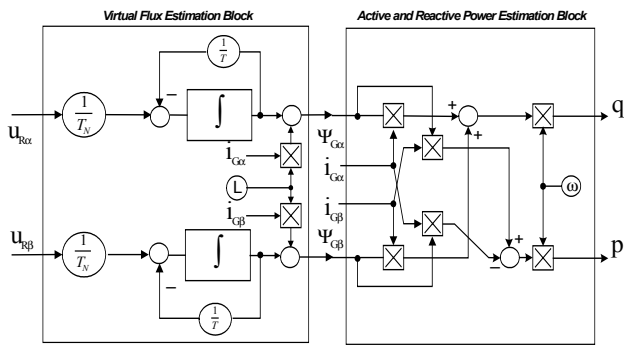 Virtual Flux Estimation Block
Active and Reactive Power Estimation Block
1/T
−
u_Rα
1/T_N
∫
Ψ_Gα
+
+
q
i_Gα
i_Gα
L
ω
i_Gβ
i_Gβ
u_Rβ
1/T_N
∫
Ψ_Gβ
+
−
p
−
1/T